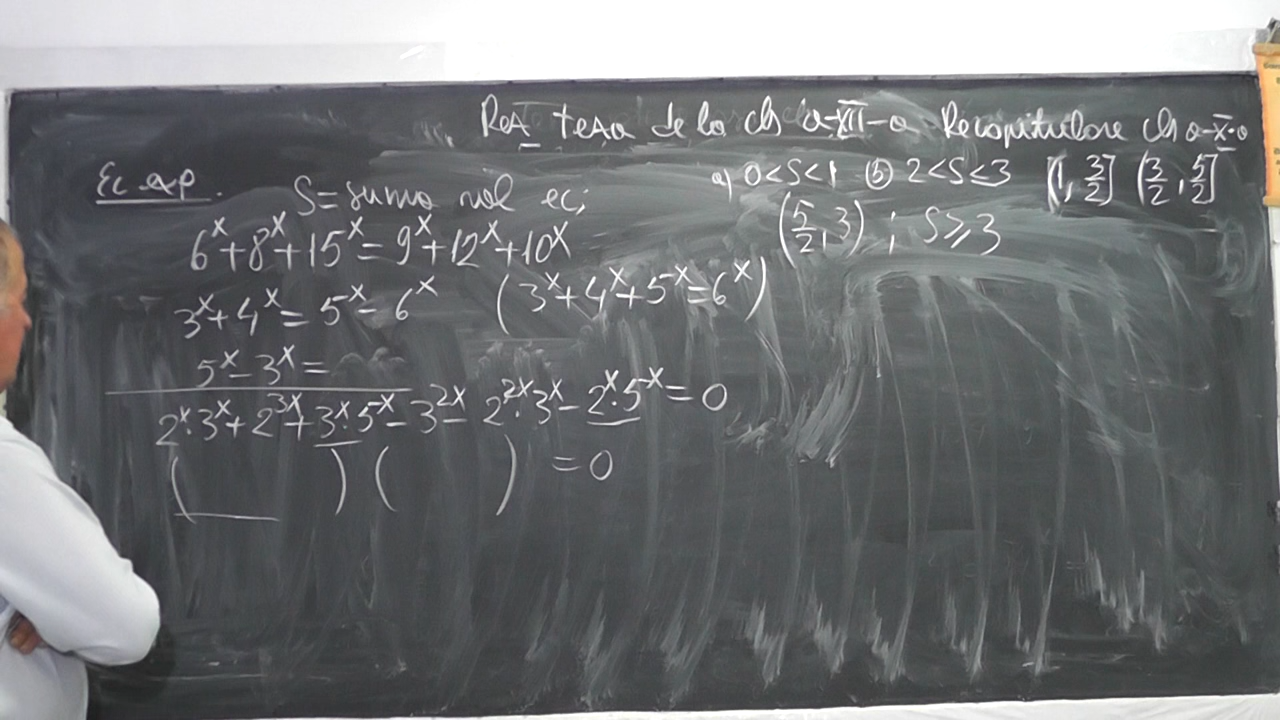 Rez teza de la cls a-XII-a Recapitulare cls a-X-a
Ec exp. S=suma sol ec;
a) 0<S<1 ⓑ 2<S≤3 [1, 3/2] (3/2, 5/2]
(5/2, 3) ; S≥3
6^x+8^x+15^x=9^x+12^x+10^x
3^x+4^x=5^x-6^x (3^x+4^x+5^x=6^x)
5^x-3^x=
2^x·3^x+2^3x+3^x·5^x-3^2x-2^2x·3^x-2^x·5^x=0
( ) ( ) =0